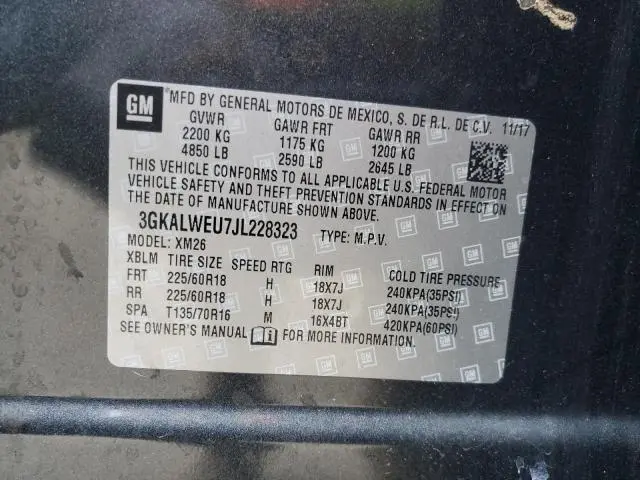 GM
MFD BY GENERAL MOTORS DE MEXICO, S. DE R.L. DE C.V. 11/17
GVWR GAWR FRT GAWR RR
2200 KG 1175 KG 1200 KG
4850 LB 2590 LB 2645 LB
THIS VEHICLE CONFORMS TO ALL APPLICABLE U.S. FEDERAL MOTOR
VEHICLE SAFETY AND THEFT PREVENTION STANDARDS IN EFFECT ON
THE DATE OF MANUFACTURE SHOWN ABOVE.
3GKALWEU7JL228323 TYPE: M.P.V.
MODEL: XM26
XBLM TIRE SIZE SPEED RTG RIM COLD TIRE PRESSURE
FRT 225/60R18 H 18X7J 240KPA(35PSI)
RR 225/60R18 H 18X7J 240KPA(35PSI)
SPA T135/70R16 M 16X4BT 420KPA(60PSI)
SEE OWNER'S MANUAL FOR MORE INFORMATION.